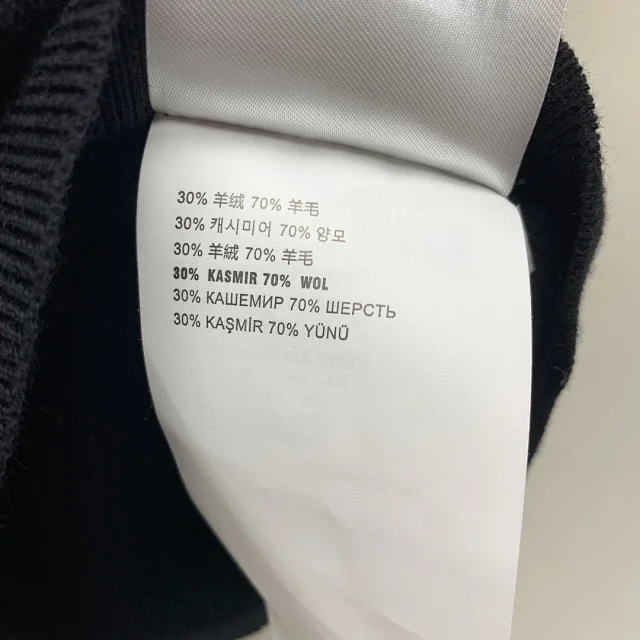 30% 羊绒 70% 羊毛
30% 캐시미어 70% 양모
30% 羊绒 70% 羊毛
30% KASMIR 70% WOL
30% КАШЕМИР 70% ШЕРСТЬ
30% KAŞMİR 70% YÜNÜ